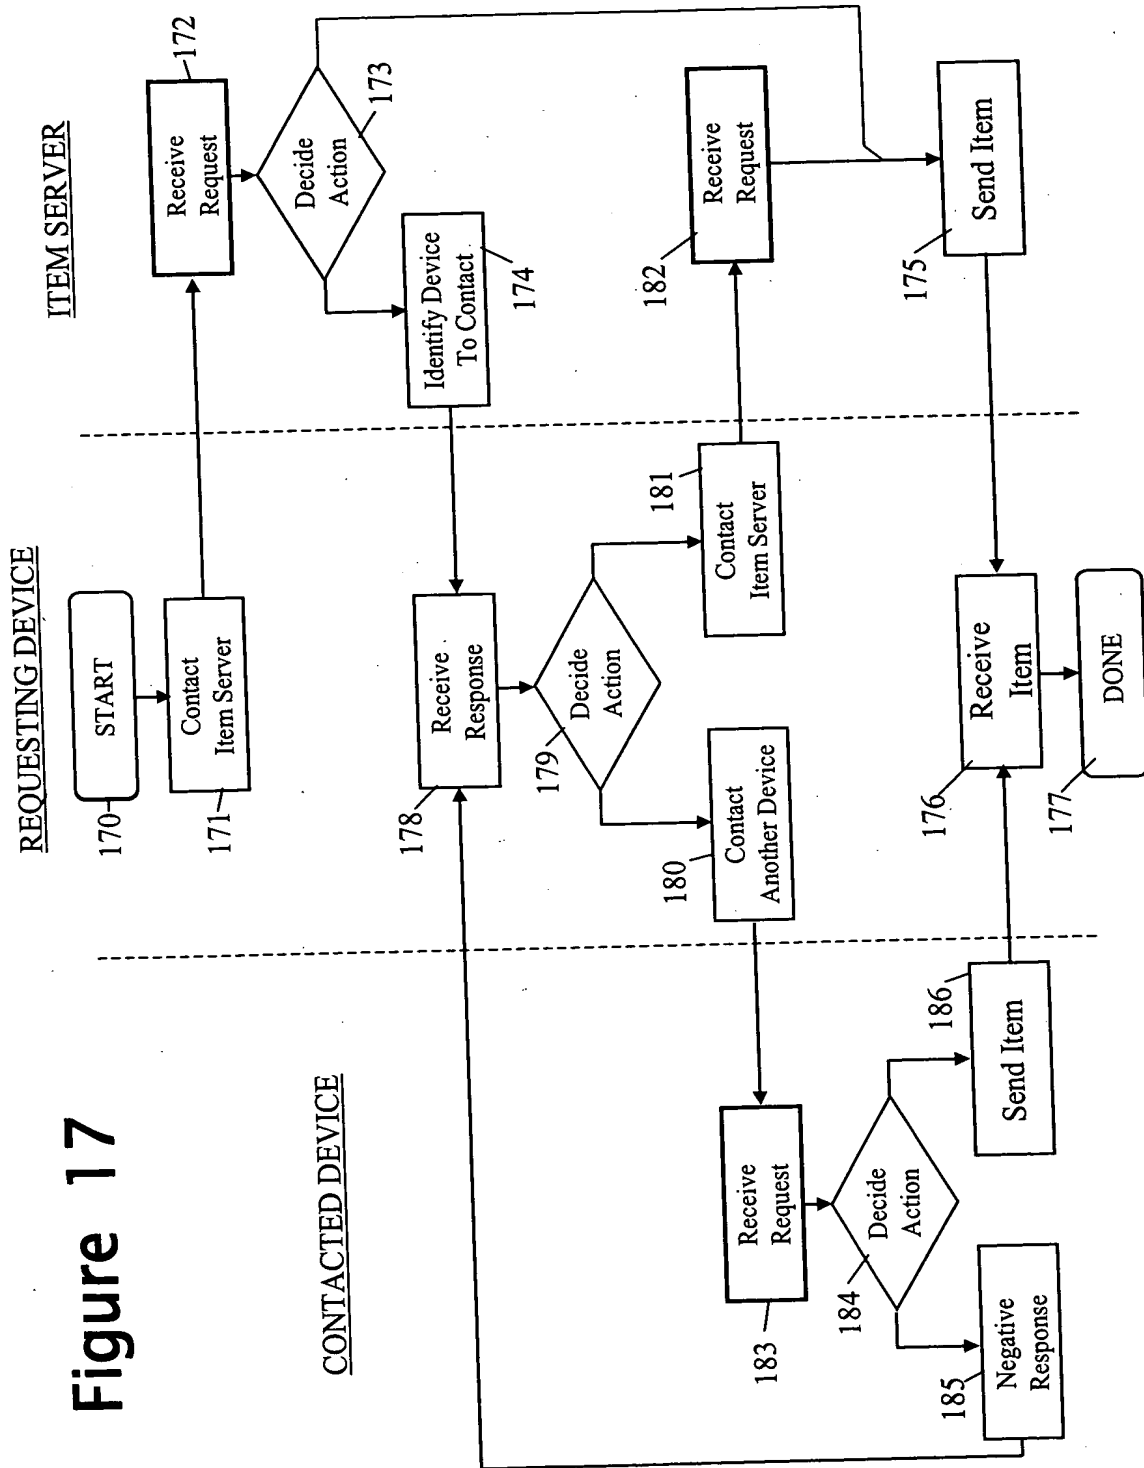 Figure 17
CONTACTED DEVICE
REQUESTING DEVICE
ITEM SERVER
START
170
Contact
Item Server
171
Receive
Request
172
Decide
Action
173
Identify Device
To Contact
174
Receive
Response
178
Decide
Action
179
Contact
Another Device
180
Contact
Item Server
181
Receive
Request
182
Receive
Request
183
Decide
Action
184
Negative
Response
185
Send Item
186
Send Item
175
Receive
Item
176
DONE
177